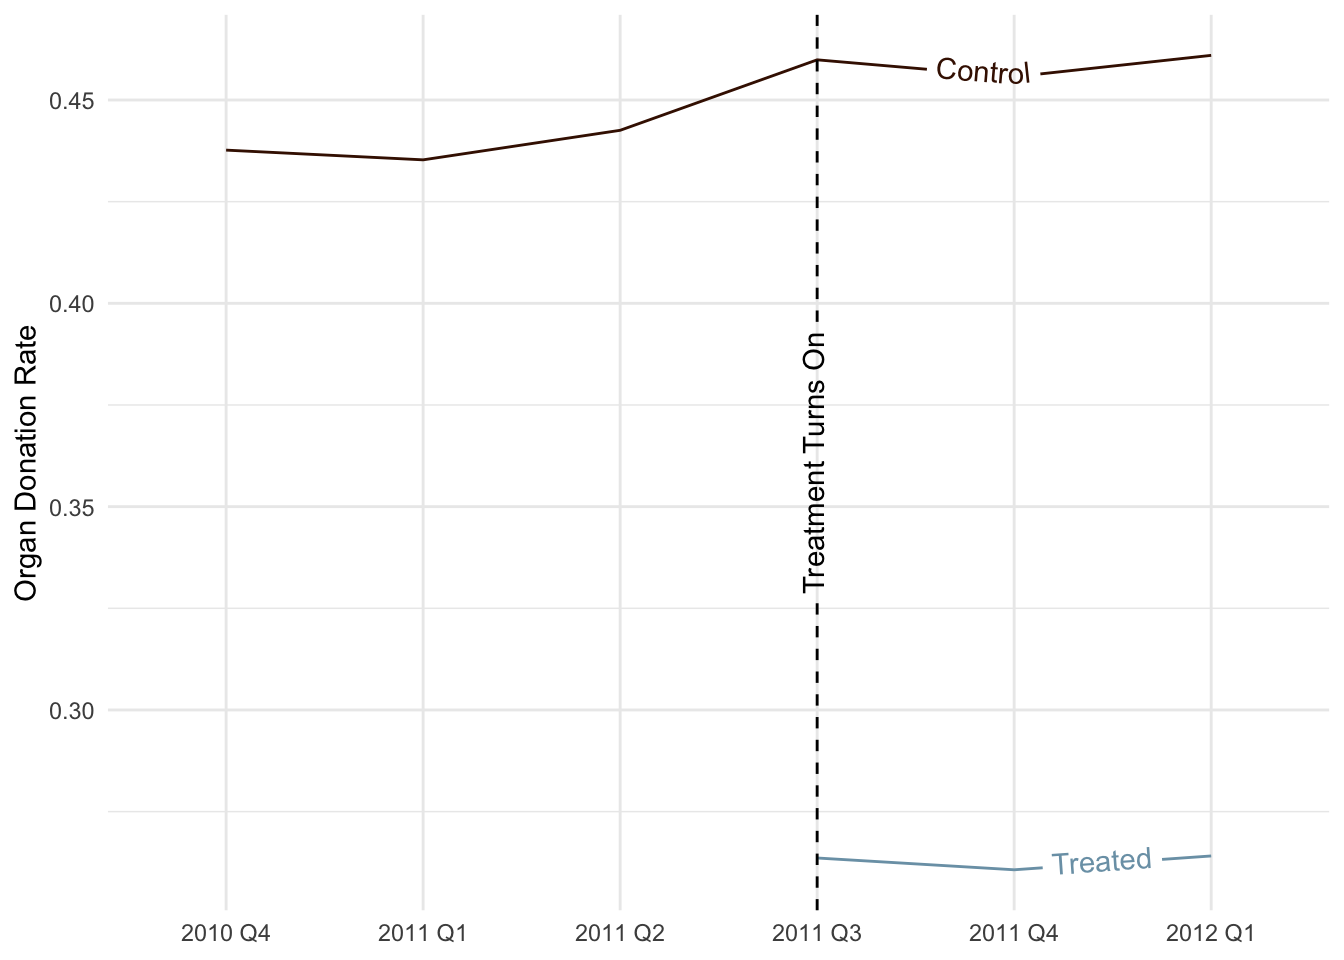 Organ Donation Rate
0.45
0.40
0.35
0.30
Control
Treatment Turns On
Treated
2010 Q4
2011 Q1
2011 Q2
2011 Q3
2011 Q4
2012 Q1